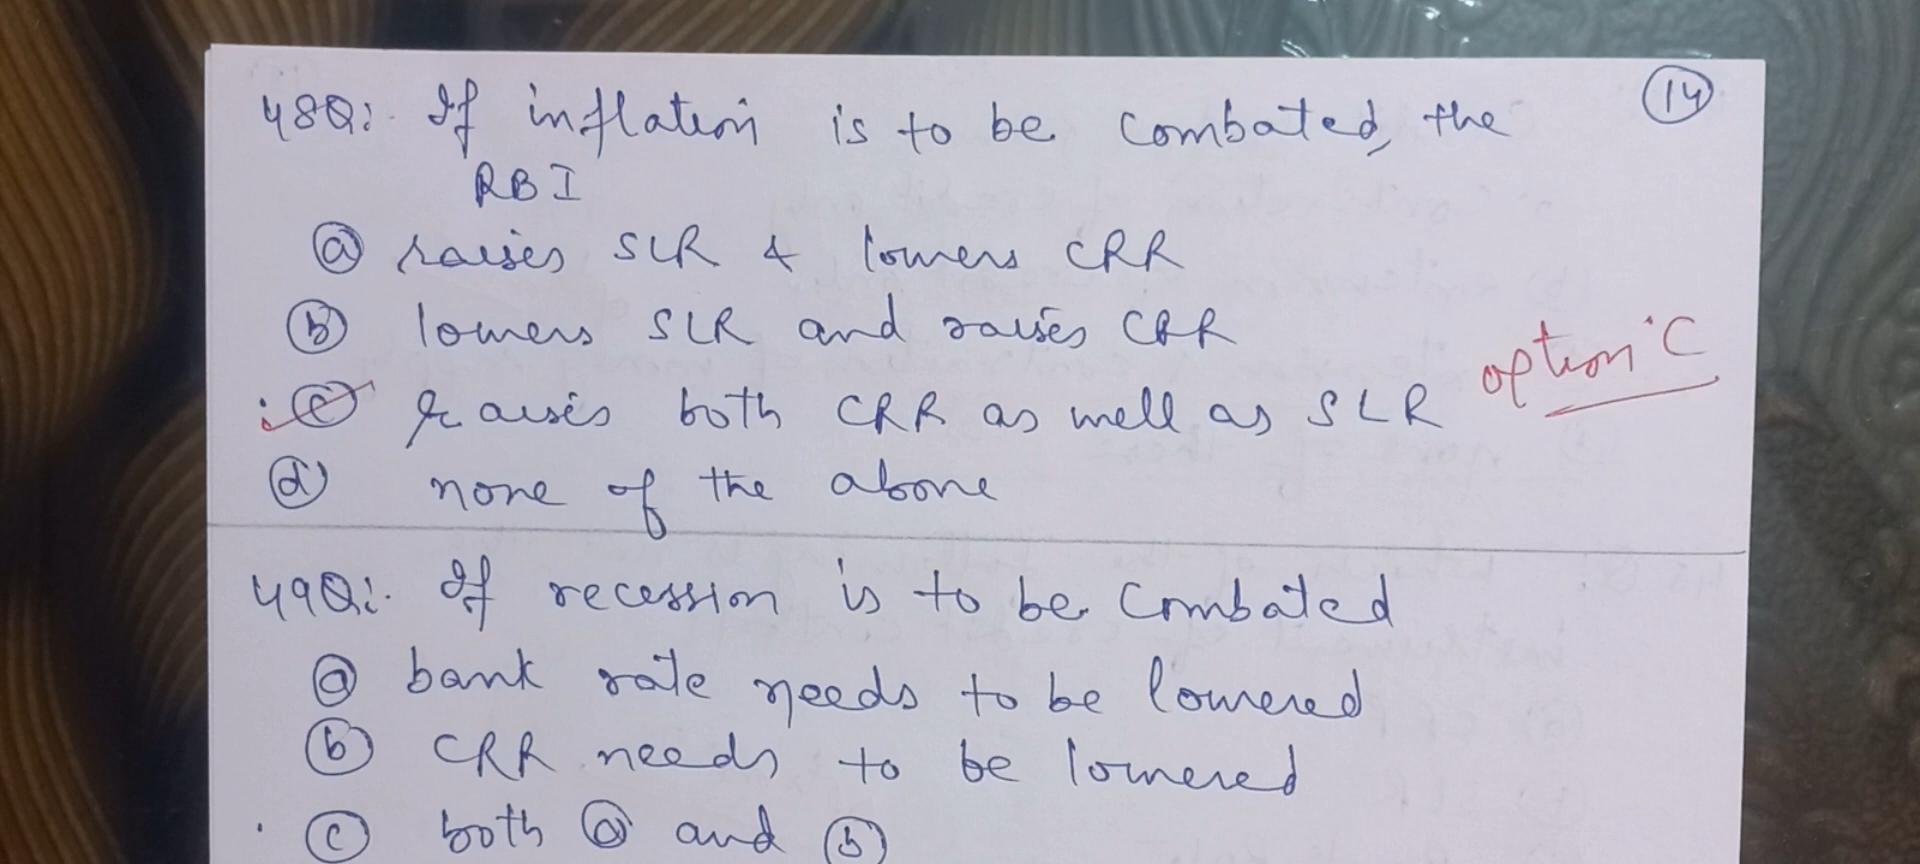 14
48Q:. If inflation is to be combated, the
RBI
(a) raises SLR & lowers CRR
(b) lowers SLR and raises CRR
(c) Raises both CRR as well as SLR
option 'C
(d) none of the above
49Q:. If recession is to be combated
(a) bank rate needs to be lowered
(b) CRR needs to be lowered
(c) both (a) and (b)